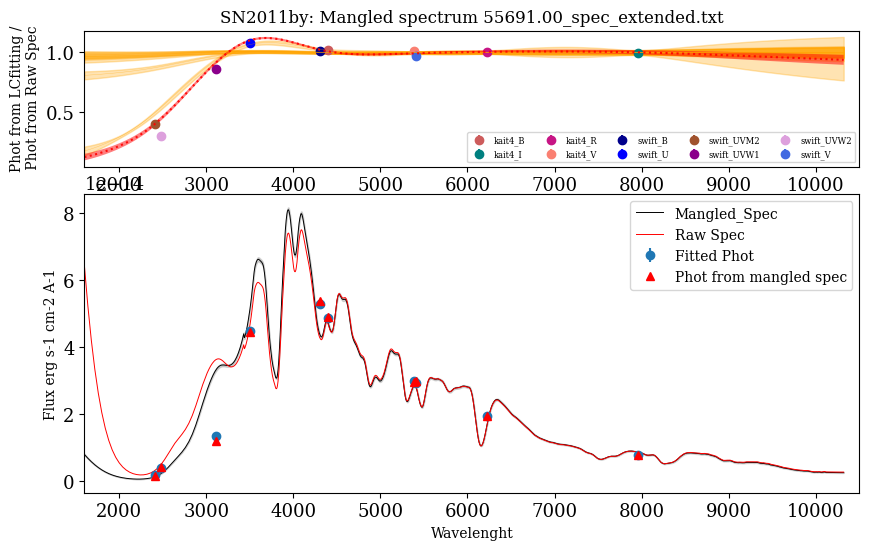 SN2011by: Mangled spectrum 55691.00_spec_extended.txt
Phot from LCfitting /
Phot from Raw Spec
1.0
0.5
kait4_B kait4_R swift_B swift_UVM2 swift_UVW2
kait4_I kait4_V swift_U swift_UVW1 swift_V
2000 3000 4000 5000 6000 7000 8000 9000 10000
1e−14
Mangled_Spec
Raw Spec
Fitted Phot
Phot from mangled spec
Flux erg s-1 cm-2 A-1
8
6
4
2
0
2000 3000 4000 5000 6000 7000 8000 9000 10000
Wavelenght